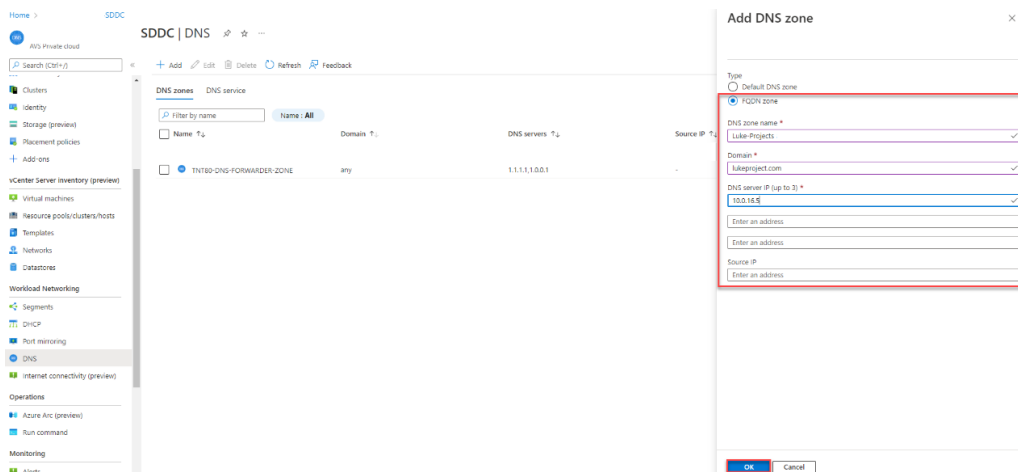 Home > SDDC
SDDC | DNS
AVS Private cloud
Search (Ctrl+/)
Clusters
Identity
Storage (preview)
Placement policies
Add-ons
vCenter Server Inventory (preview)
Virtual machines
Resource pools/clusters/hosts
Templates
Networks
Datastores
Workload Networking
Segments
DHCP
Port mirroring
DNS
Internet connectivity (preview)
Operations
Azure Arc (preview)
Run command
Monitoring
Alerts
+ Add Edit Delete Refresh Feedback
DNS zones DNS service
Filter by name Name : All
Name Domain DNS servers Source IP
TNT80-DNS-FORWARDER-ZONE any 1.1.1.1,1.0.0.1 -
Add DNS zone
Type
Default DNS zone
FQDN zone
DNS zone name *
Luke-Projects
Domain *
lukeproject.com
DNS server IP (up to 3) *
10.0.16.5
Enter an address
Enter an address
Source IP
Enter an address
OK Cancel